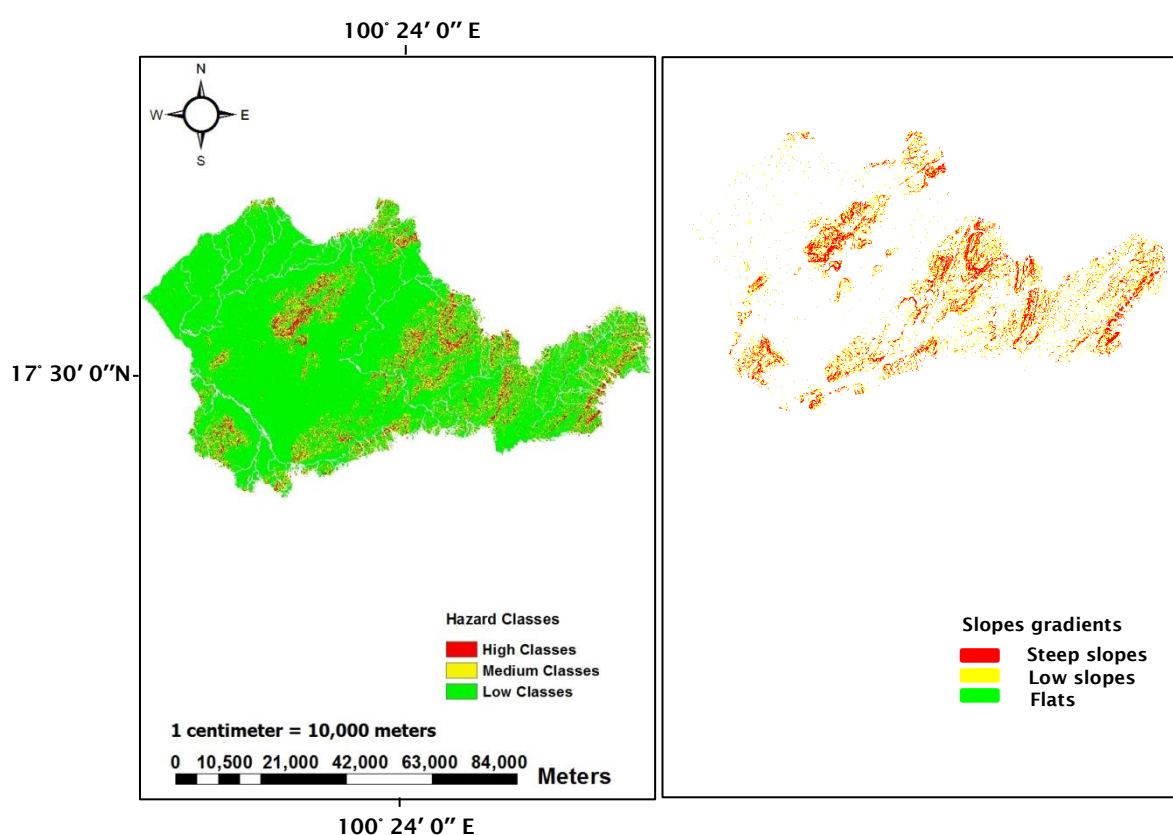 100° 24′ 0″ E
N
W E
S
17° 30′ 0″N
Hazard Classes
High Classes
Medium Classes
Low Classes
1 centimeter = 10,000 meters
0 10,500 21,000 42,000 63,000 84,000
Meters
100° 24′ 0″ E
Slopes gradients
Steep slopes
Low slopes
Flats